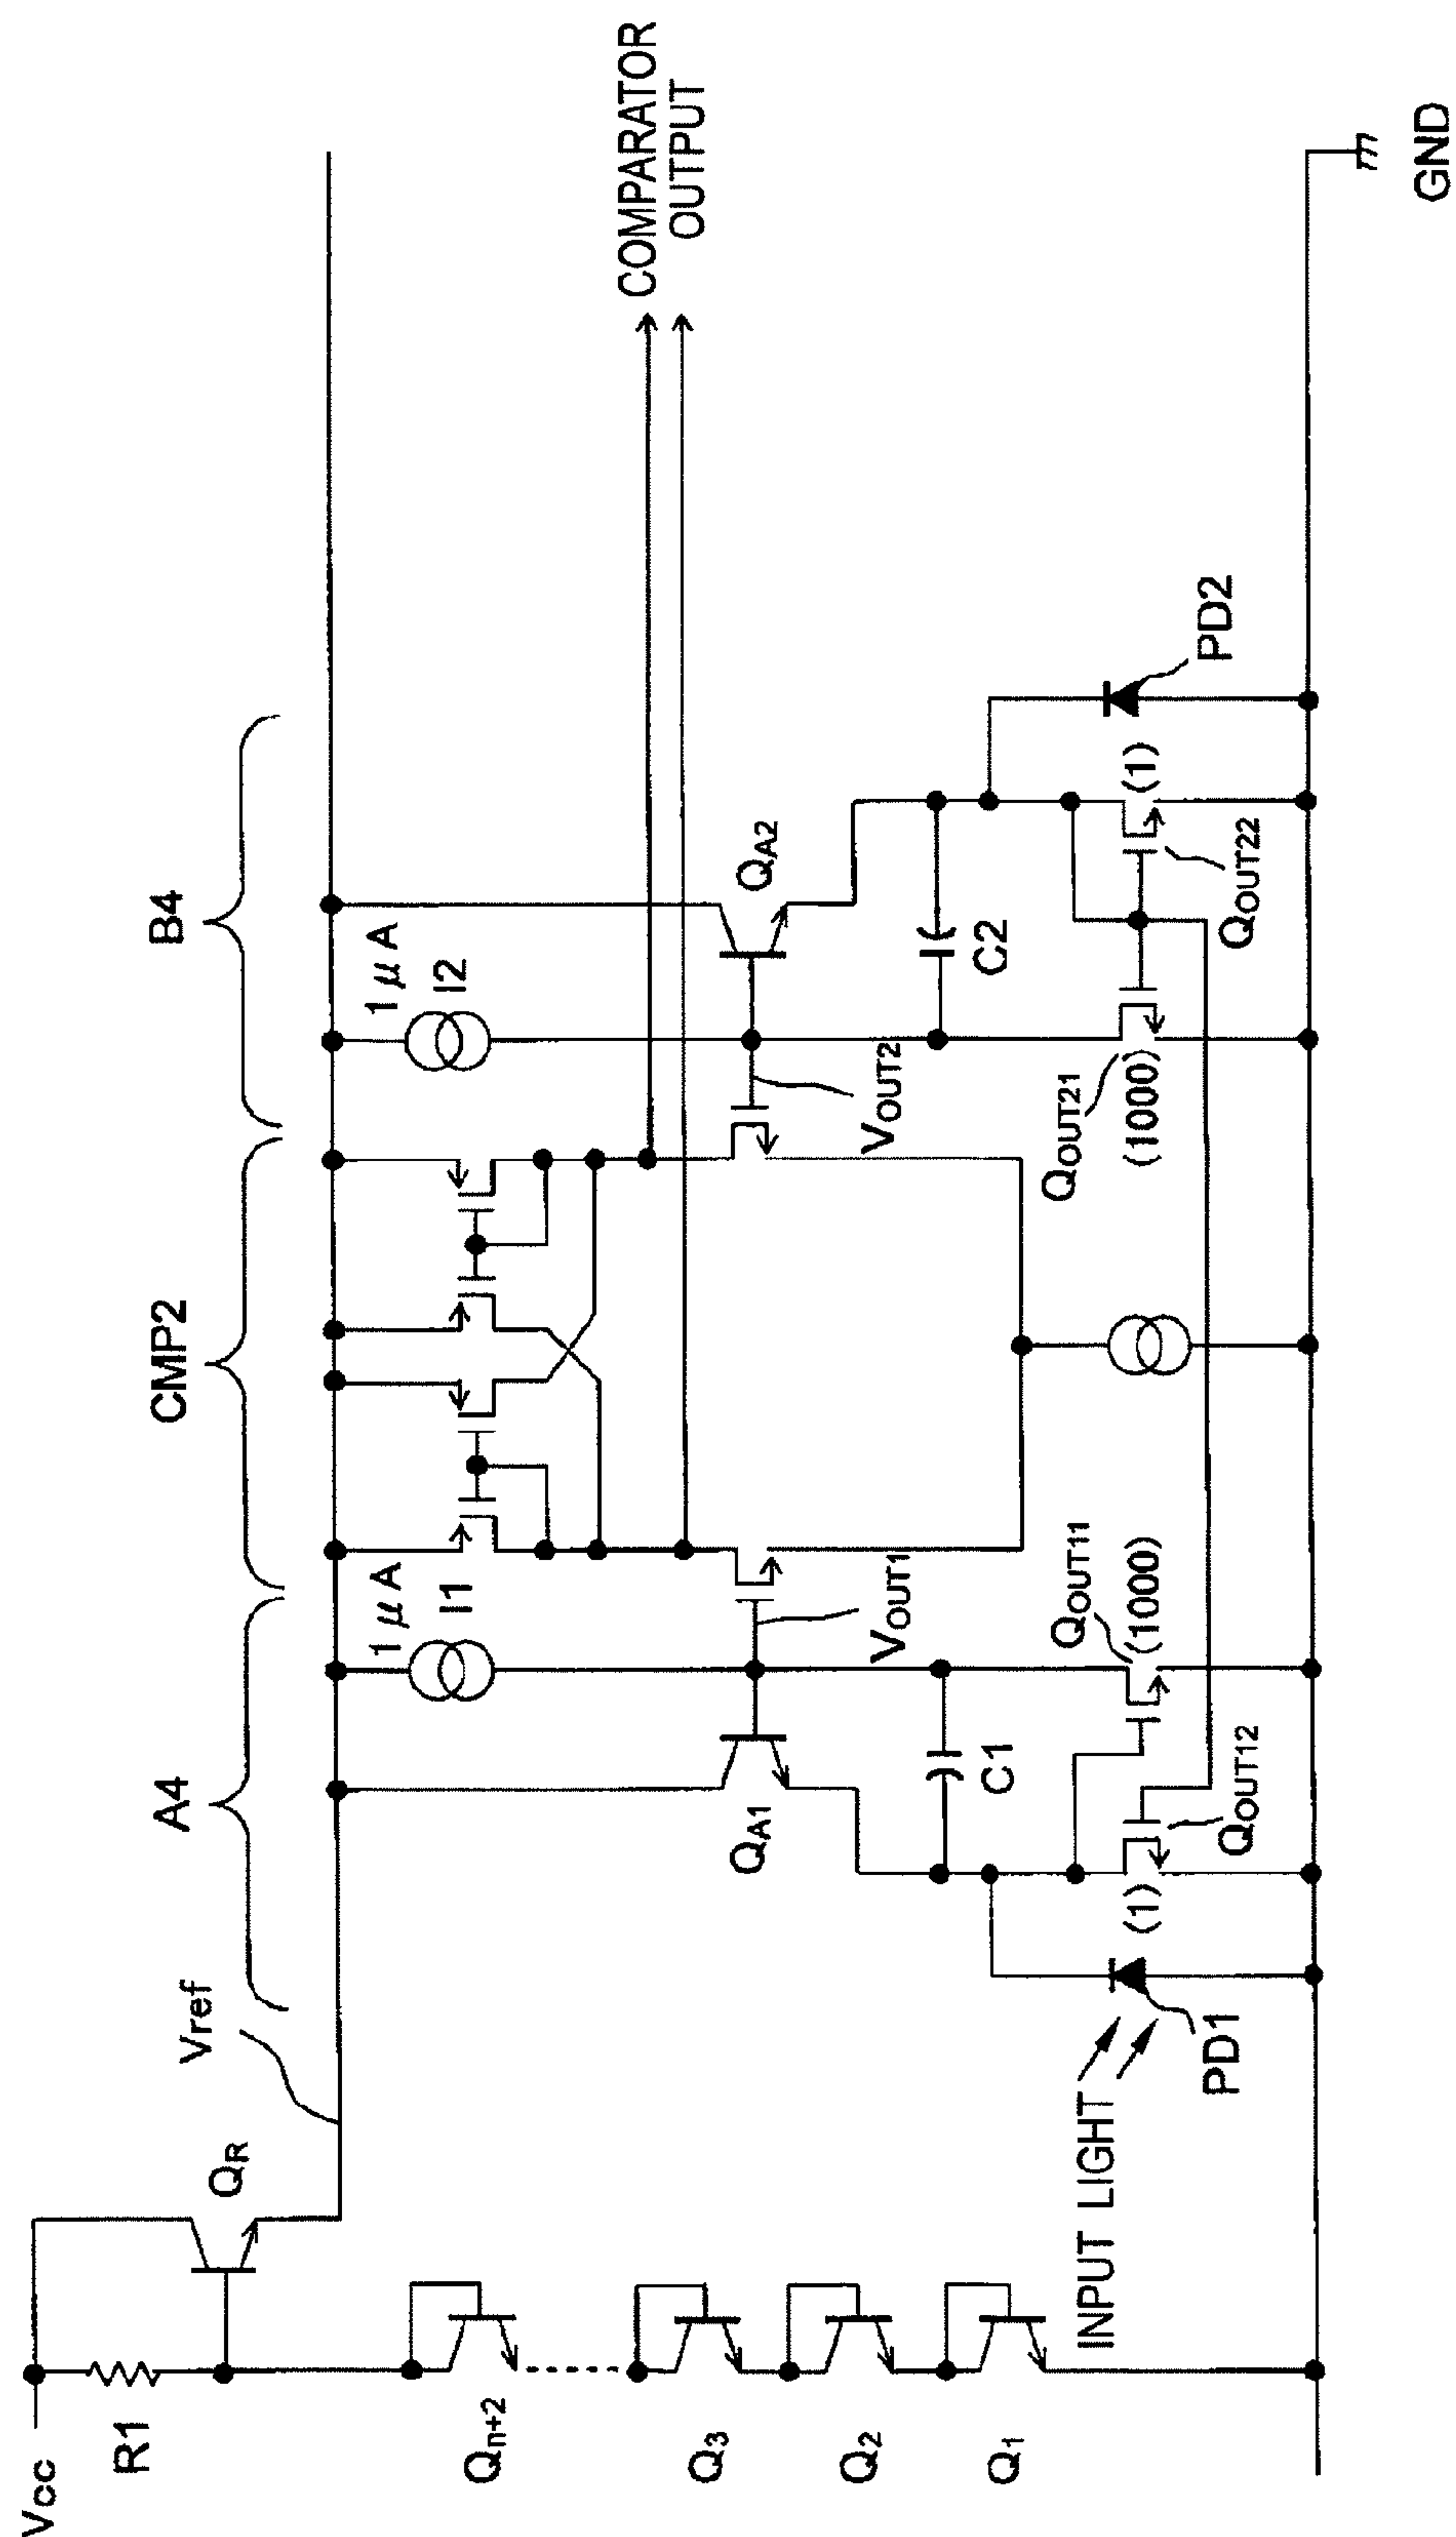 Vcc
R1
QR
Vref
Qn+2
Q3
Q2
Q1
A4
CMP2
B4
1 μ A
I1
1 μ A
I2
COMPARATOR
OUTPUT
QA1
VOUT1
VOUT2
QA2
C1
C2
INPUT LIGHT
PD1
(1)
QOUT12
QOUT11
(1000)
QOUT21
(1000)
QOUT22
(1)
PD2
GND